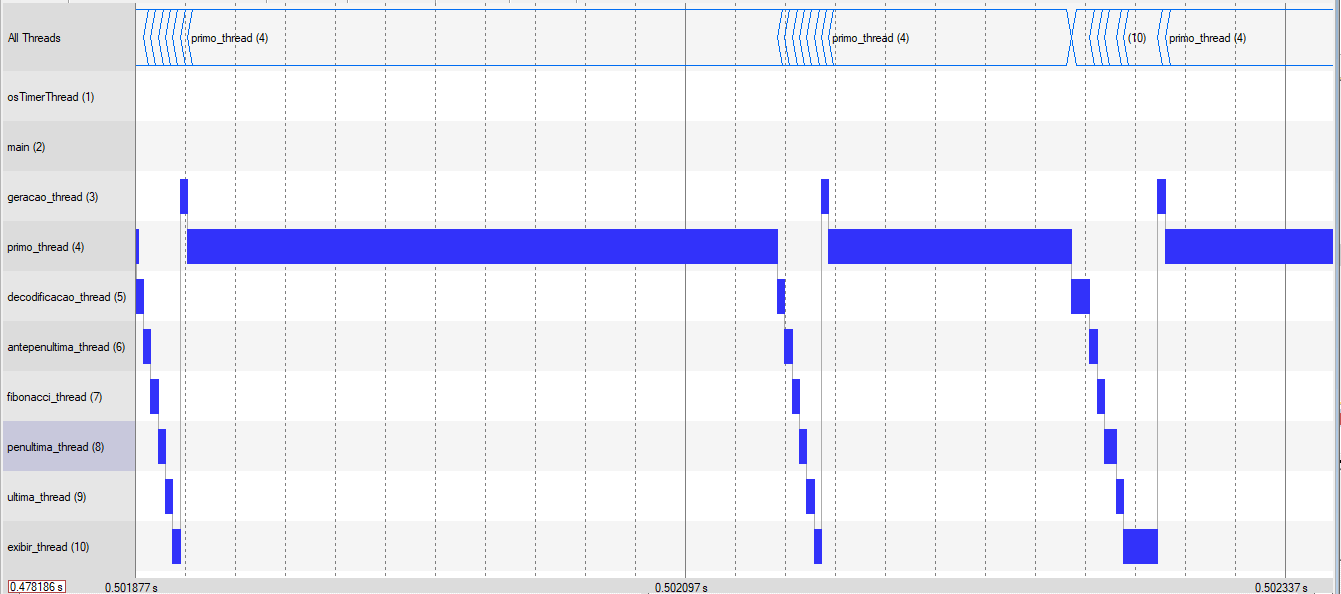 All Threads
primo_thread (4)
primo_thread (4)
(10)
primo_thread (4)
osTimerThread (1)
main (2)
geracao_thread (3)
primo_thread (4)
decodificacao_thread (5)
antepenultima_thread (6)
fibonacci_thread (7)
penultima_thread (8)
ultima_thread (9)
exibir_thread (10)
0.478186 s
0.501877 s
0.502097 s
0.502337 s